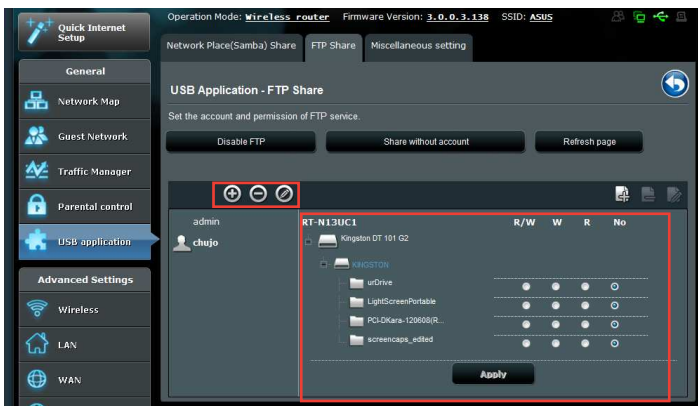 Operation Mode: Wireless router Firmware Version: 3.0.0.3.138 SSID: ASUS
Quick Internet
Setup
General
Network Map
Guest Network
Traffic Manager
Parental control
USB application
Advanced Settings
Wireless
LAN
WAN
Network Place(Samba) Share FTP Share Miscellaneous setting
USB Application - FTP Share
Set the account and permission of FTP service.
Disable FTP Share without account Refresh page
admin
chujo
RT-N13UC1 R/W W R No
Kingston DT 101 G2
KINGSTON
urDrive
LightScreenPortable
PCI-DKara-120608(R...
screencaps_edited
Apply